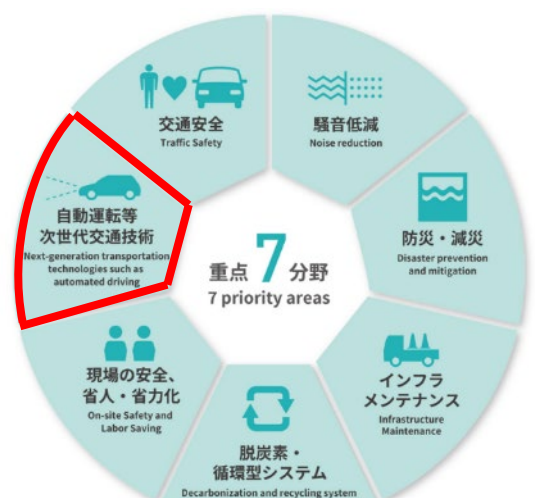 交通安全
Traffic Safety
騒音低減
Noise reduction
自動運転等
次世代交通技術
Next-generation transportation
technologies such as
automated driving
重点7分野
7 priority areas
防災・減災
Disaster prevention
and mitigation
現場の安全、
省人・省力化
On-site Safety and
Labor Saving
インフラ
メンテナンス
Infrastructure
Maintenance
脱炭素・
循環型システム
Decarbonization and recycling system